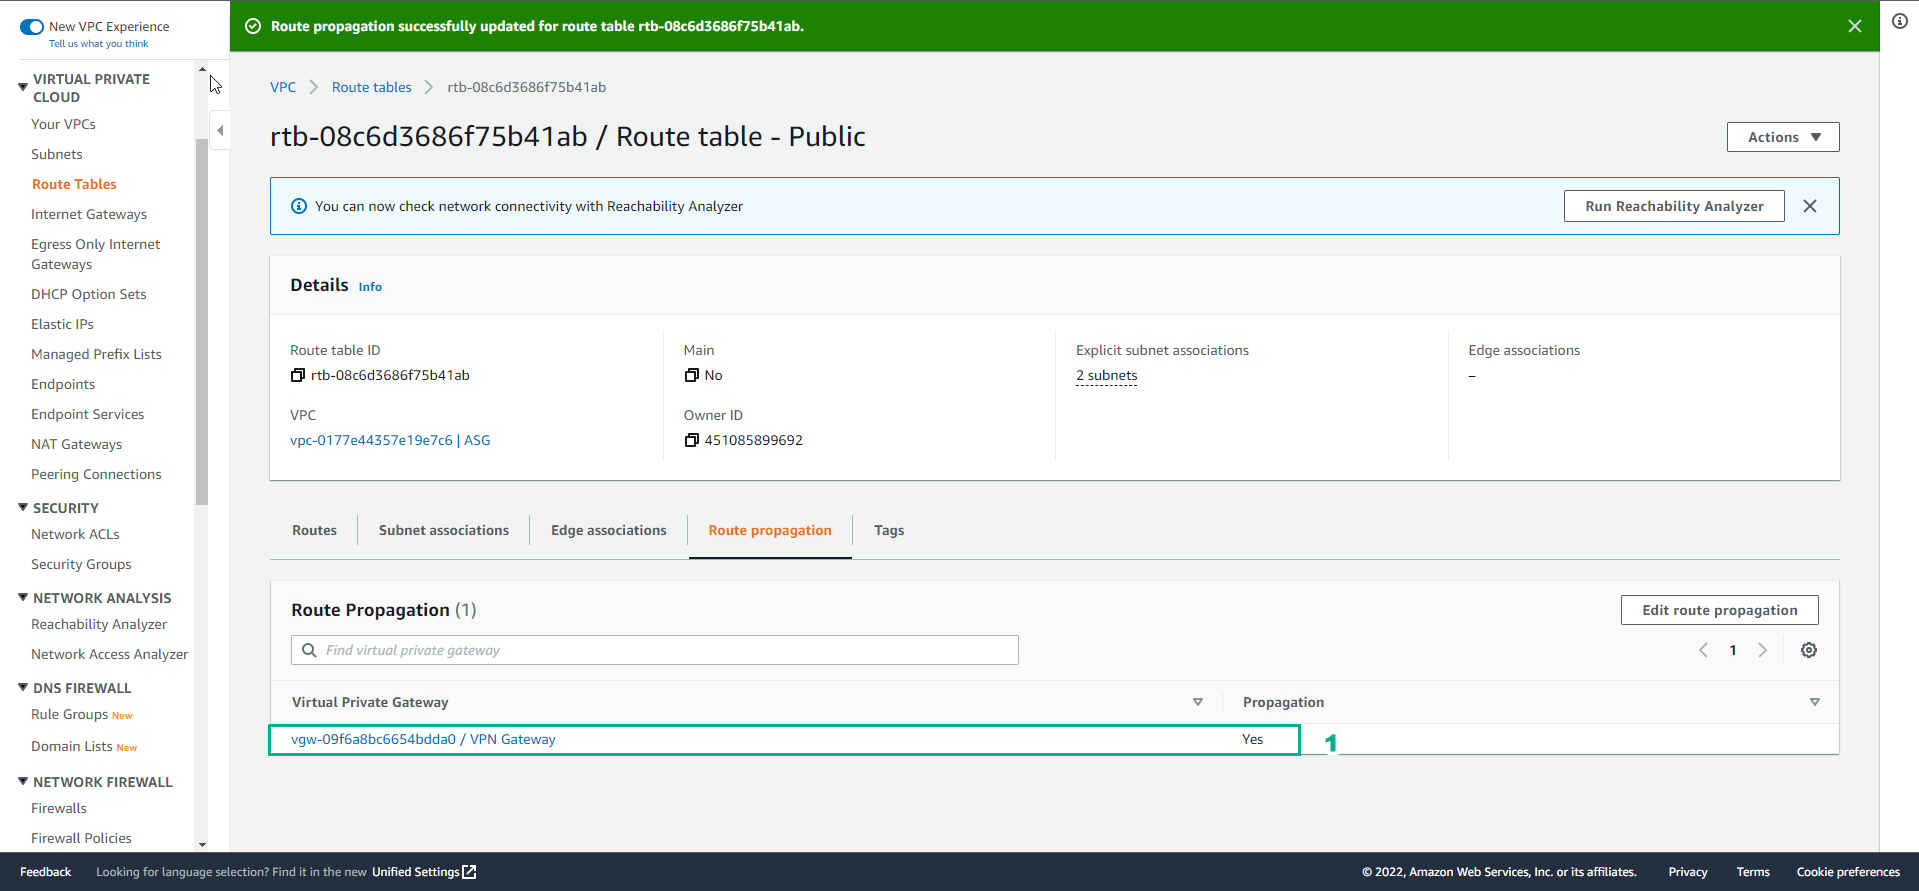 New VPC Experience
Tell us what you think
Route propagation successfully updated for route table rtb-08c6d3686f75b41ab.
VIRTUAL PRIVATE
CLOUD
Your VPCs
Subnets
Route Tables
Internet Gateways
Egress Only Internet
Gateways
DHCP Option Sets
Elastic IPs
Managed Prefix Lists
Endpoints
Endpoint Services
NAT Gateways
Peering Connections
SECURITY
Network ACLs
Security Groups
NETWORK ANALYSIS
Reachability Analyzer
Network Access Analyzer
DNS FIREWALL
Rule Groups New
Domain Lists New
NETWORK FIREWALL
Firewalls
Firewall Policies
VPC Route tables rtb-08c6d3686f75b41ab
rtb-08c6d3686f75b41ab / Route table - Public
Actions
You can now check network connectivity with Reachability Analyzer
Run Reachability Analyzer
Details Info
Route table ID
rtb-08c6d3686f75b41ab
Main
No
Explicit subnet associations
2 subnets
Edge associations
–
VPC
vpc-0177e44357e19e7c6 | ASG
Owner ID
451085899692
Routes Subnet associations Edge associations Route propagation Tags
Route Propagation (1)
Edit route propagation
Find virtual private gateway
1
Virtual Private Gateway Propagation
vgw-09f6a8bc6654bdda0 / VPN Gateway Yes 1
Feedback Looking for language selection? Find it in the new Unified Settings © 2022, Amazon Web Services, Inc. or its affiliates. Privacy Terms Cookie preferences